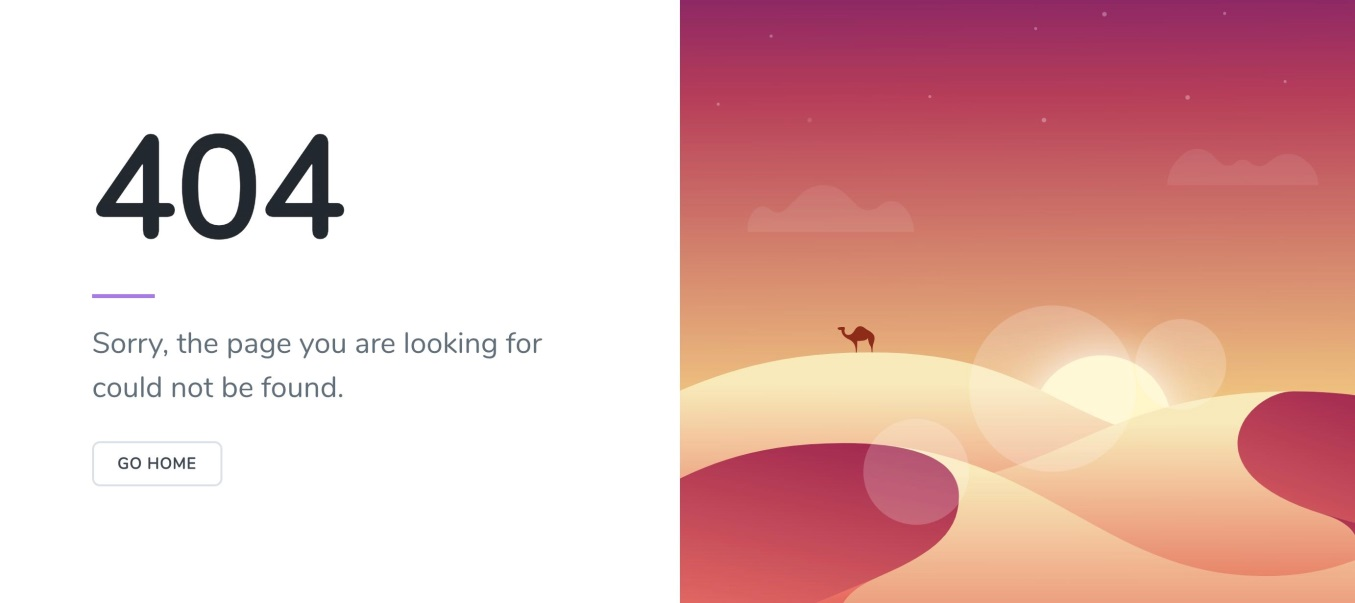 404
Sorry, the page you are looking for
could not be found.
GO HOME